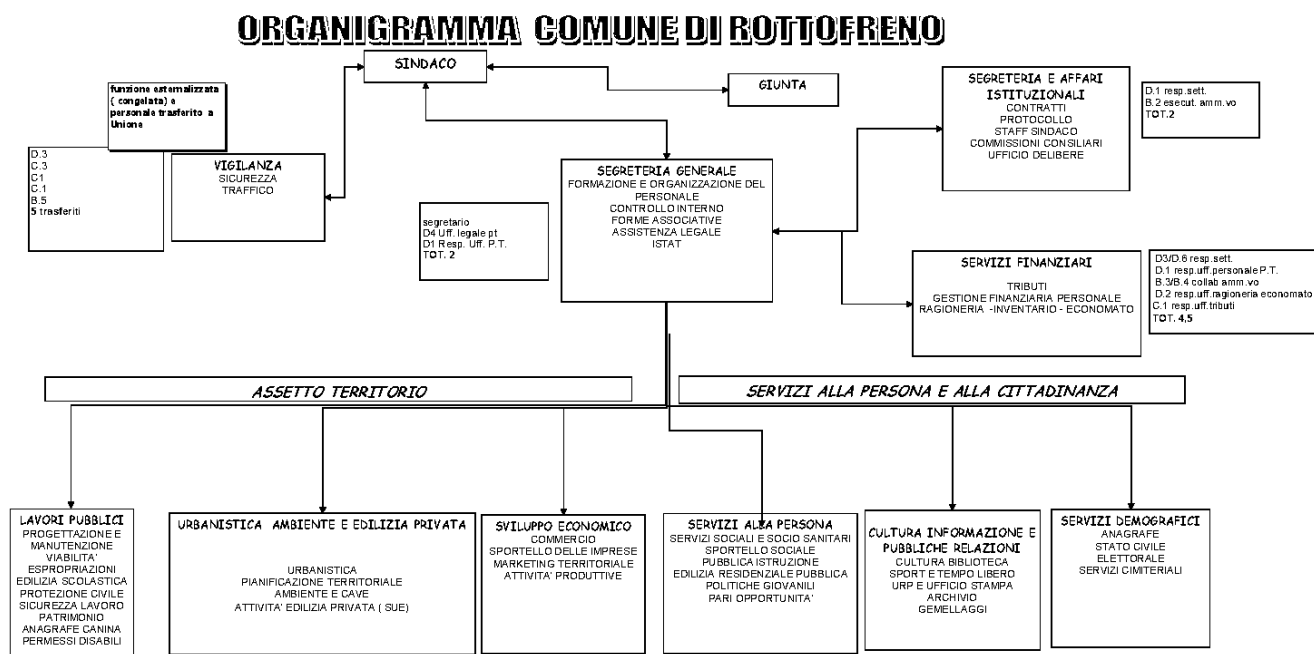 ORGANIGRAMMA COMUNE DI ROTTOFRENO
SINDACO
GIUNTA
funzione esternalizzata
( congelata) e
personale trasferito a
Unione
D.3
C.3
C1
C.1
B.5
5 trasferiti
VIGILANZA
SICUREZZA
TRAFFICO
segretario
D4 Uff. legale pt
D1 Resp. Uff. P.T.
TOT. 2
SEGRETERIA GENERALE
FORMAZIONE E ORGANIZZAZIONE DEL
PERSONALE
CONTROLLO INTERNO
FORME ASSOCIATIVE
ASSISTENZA LEGALE
ISTAT
SEGRETERIA E AFFARI
ISTITUZIONALI
CONTRATTI
PROTOCOLLO
STAFF SINDACO
COMMISSIONI CONSILIARI
UFFICIO DELIBERE
D.1 resp.sett.
B.2 esecut. amm.vo
TOT.2
SERVIZI FINANZIARI
TRIBUTI
GESTIONE FINANZIARIA PERSONALE
RAGIONERIA -INVENTARIO - ECONOMATO
D3/D.6 resp.sett.
D.1 resp.uff.personale P.T.
B.3/B.4 collab amm.vo
D.2 resp.uff.ragioneria economato
C.1 resp.uff.tributi
TOT. 4,5
ASSETTO TERRITORIO
SERVIZI ALLA PERSONA E ALLA CITTADINANZA
LAVORI PUBBLICI
PROGETTAZIONE E
MANUTENZIONE
VIABILITA'
ESPROPRIAZIONI
EDILIZIA SCOLASTICA
PROTEZIONE CIVILE
SICUREZZA LAVORO
PATRIMONIO
ANAGRAFE CANINA
PERMESSI DISABILI
URBANISTICA AMBIENTE E EDILIZIA PRIVATA
URBANISTICA
PIANIFICAZIONE TERRITORIALE
AMBIENTE E CAVE
ATTIVITA' EDILIZIA PRIVATA ( SUE)
SVILUPPO ECONOMICO
COMMERCIO
SPORTELLO DELLE IMPRESE
MARKETING TERRITORIALE
ATTIVITA' PRODUTTIVE
SERVIZI ALLA PERSONA
SERVIZI SOCIALI E SOCIO SANITARI
SPORTELLO SOCIALE
PUBBLICA ISTRUZIONE
EDILIZIA RESIDENZIALE PUBBLICA
POLITICHE GIOVANILI
PARI OPPORTUNITA'
CULTURA INFORMAZIONE E
PUBBLICHE RELAZIONI
CULTURA BIBLIOTECA
SPORT E TEMPO LIBERO
URP E UFFICIO STAMPA
ARCHIVIO
GEMELLAGGI
SERVIZI DEMOGRAFICI
ANAGRAFE
STATO CIVILE
ELETTORALE
SERVIZI CIMITERIALI